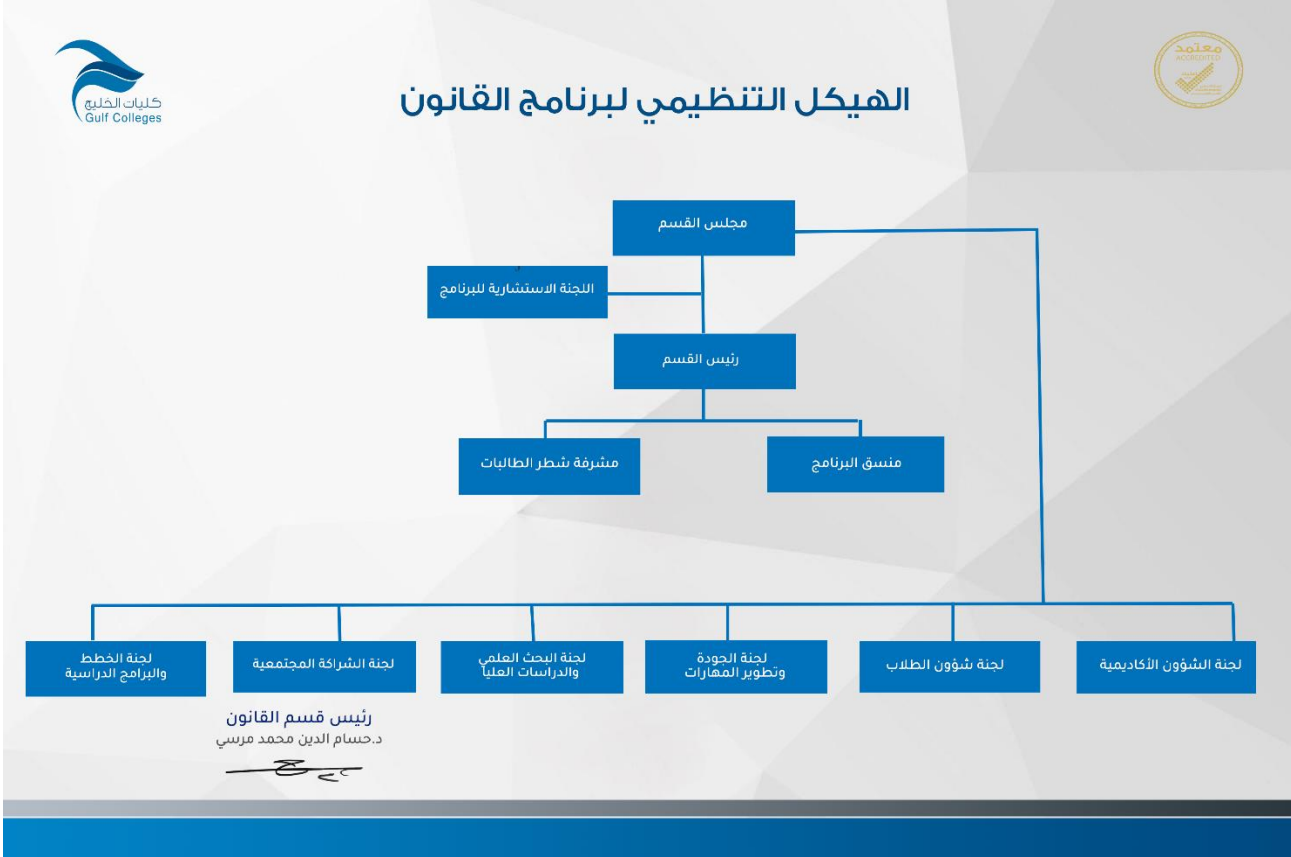 كليات الخليج
Gulf Colleges
معتمد
ACCREDITED
الهيكل التنظيمي لبرنامج القانون
مجلس القسم
اللجنة الاستشارية للبرنامج
رئيس القسم
منسق البرنامج
مشرفة شطر الطالبات
لجنة الشؤون الأكاديمية
لجنة شؤون الطلاب
لجنة الجودة
وتطوير المهارات
لجنة البحث العلمي
والدراسات العليا
لجنة الشراكة المجتمعية
لجنة الخطط
والبرامج الدراسية
رئيس قسم القانون
د.حسام الدين محمد مرسي